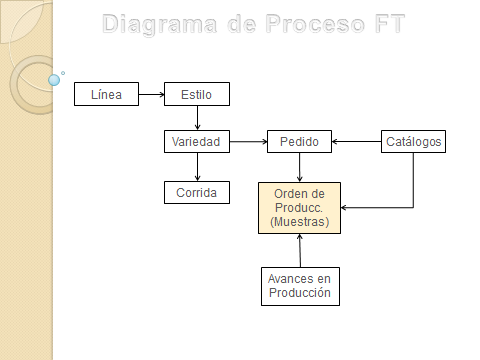 Diagrama de Proceso FT
Línea
Estilo
Variedad
Pedido
Catálogos
Corrida
Orden de
Producc.
(Muestras)
Avances en
Producción